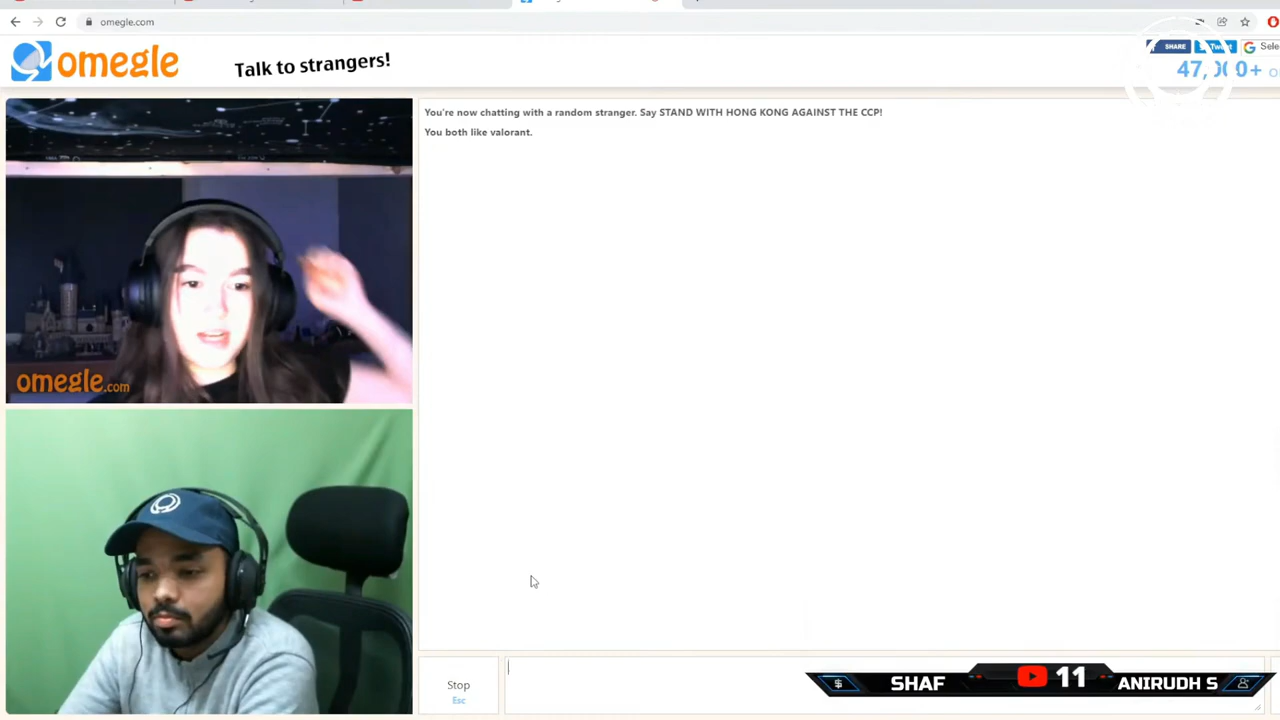 omegle.com
omegle
Talk to strangers!
SHARE
Tweet
G Sele
You're now chatting with a random stranger. Say STAND WITH HONG KONG AGAINST THE CCP!
You both like valorant.
omegle.com
Stop
Esc
SHAF
11
ANIRUDH S